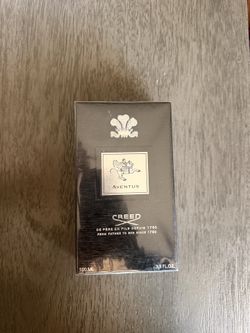 AVENTUS
CREED
DE PERE EN FILS DEPUIS 1760
FROM FATHER TO SON SINCE 1760
100 ML
3.3 FL.OZ.